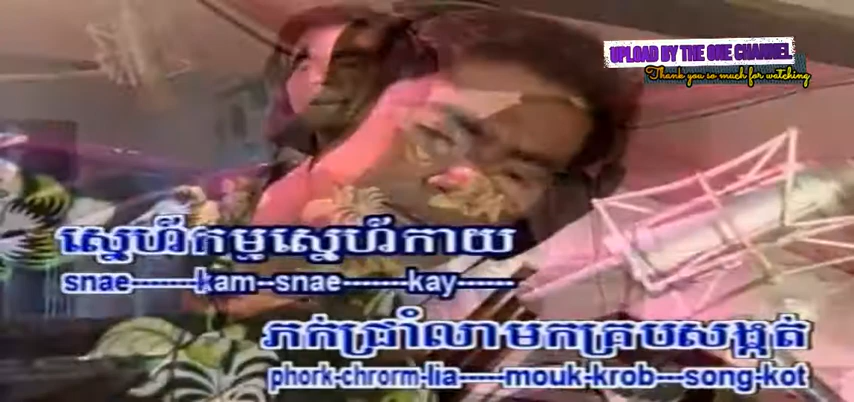 UPLOAD BY THE ONE CHANNEL
Thank you so much for watching
ស្នេហ៍កម្មស្នេហ៍កាយ
snae-------kam--snae-------kay------
ភក់ជ្រាំលាមកគ្របសង្កត់
phork-chrorm-lia-----mouk-krob---song-kot